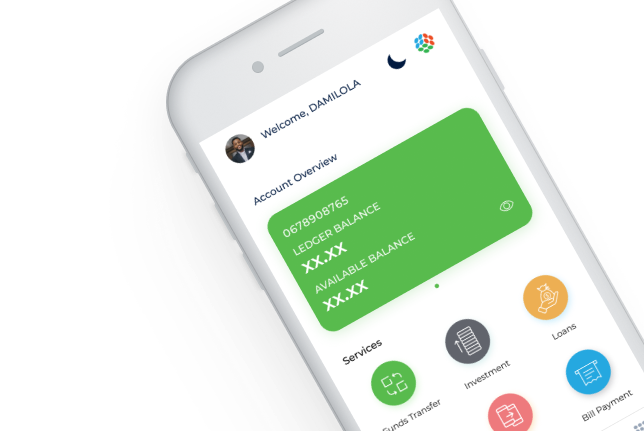 Welcome, DAMILOLA
Account Overview
0678908765
LEDGER BALANCE
XX.XX
AVAILABLE BALANCE
XX.XX
Services
Funds Transfer
Investment
Loans
Bill Payment